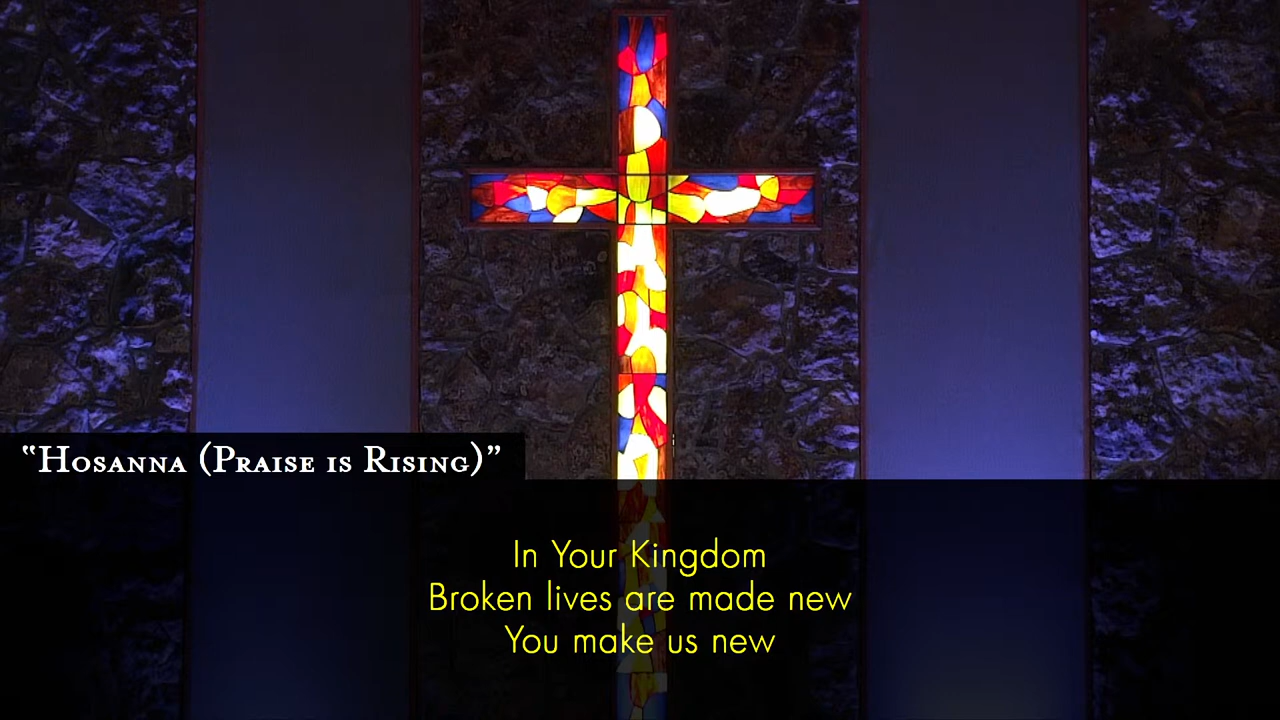 “Hosanna (Praise is Rising)”
In Your Kingdom
Broken lives are made new
You make us new